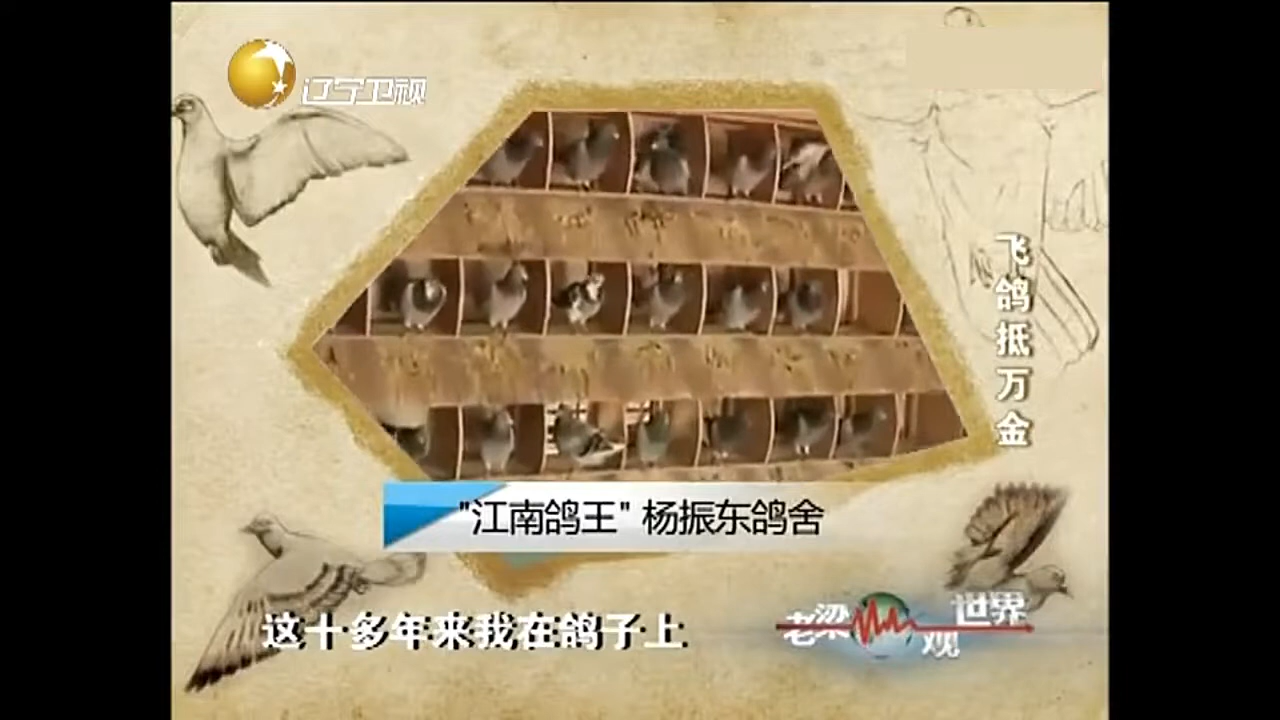 辽宁卫视
飞鸽抵万金
"江南鸽王" 杨振东鸽舍
这十多年来我在鸽子上
老梁观世界